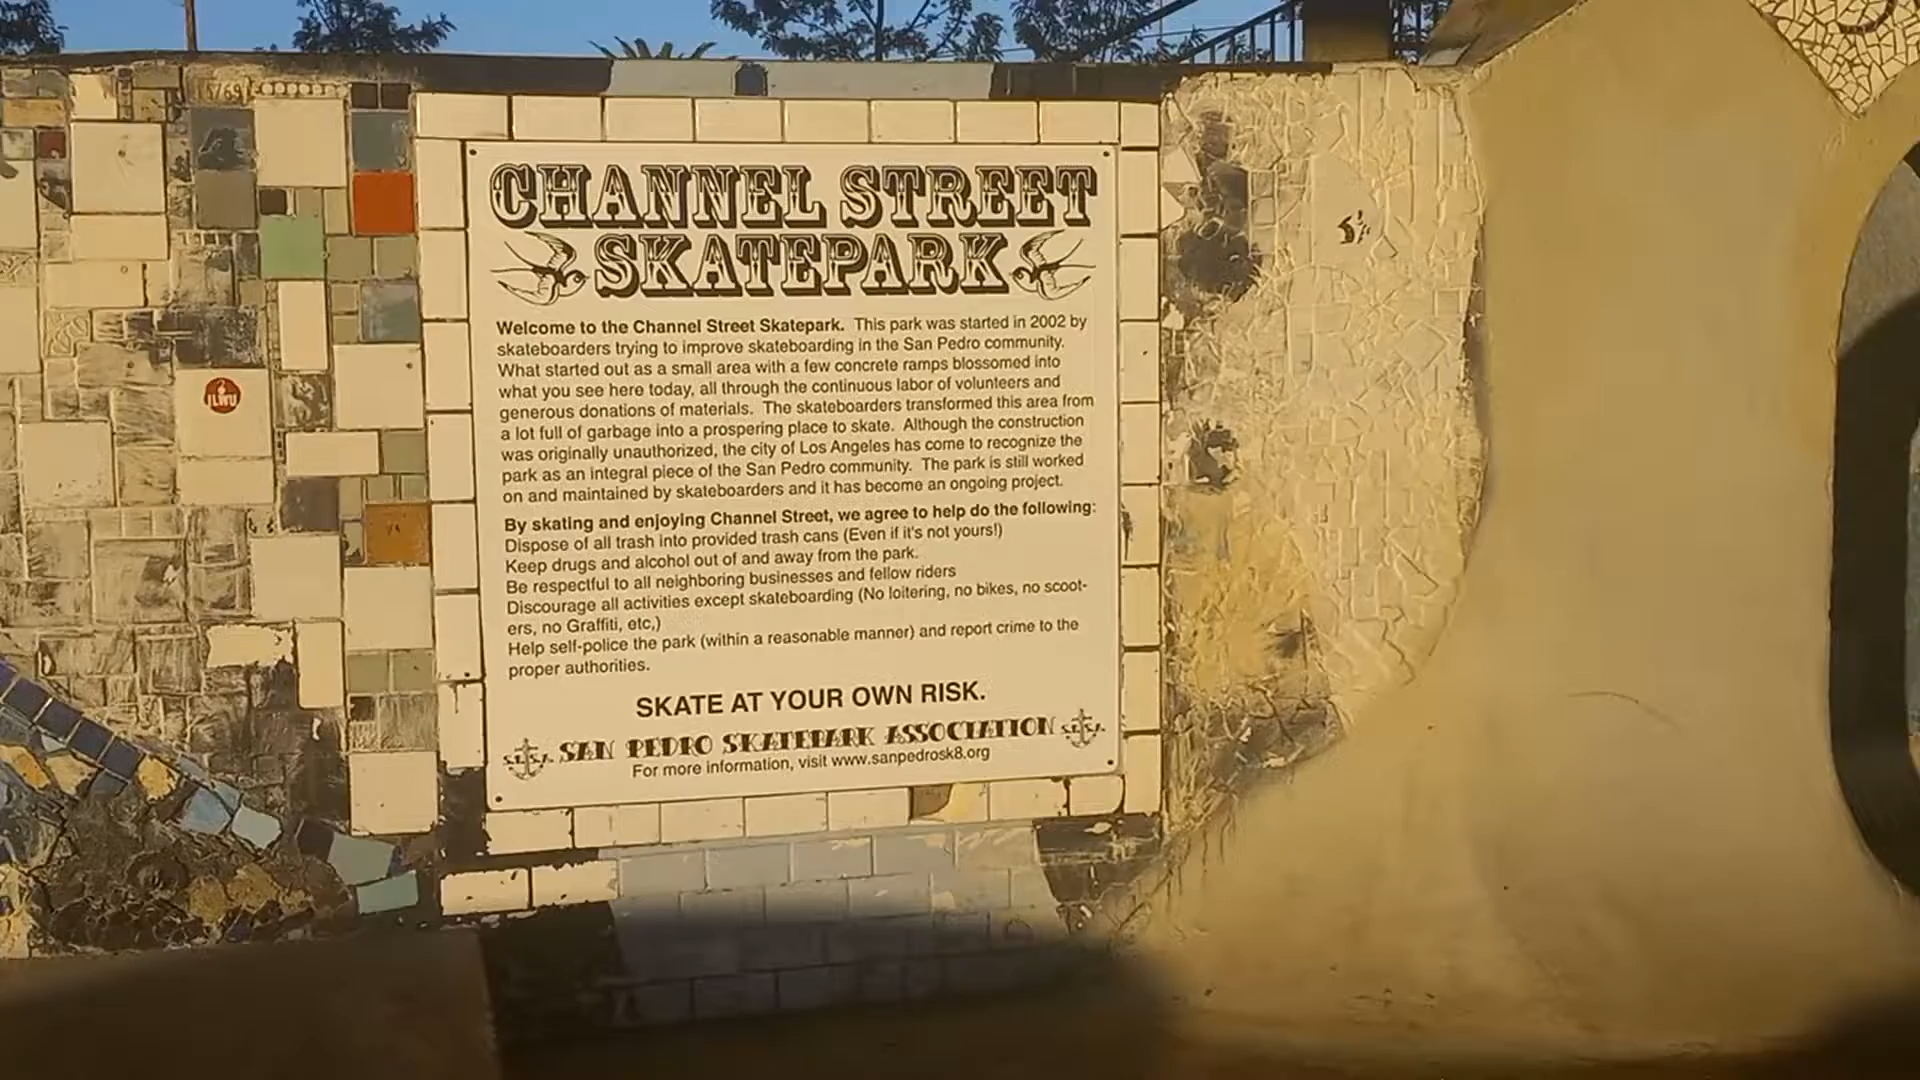 CHANNEL STREET
SKATEPARK
Welcome to the Channel Street Skatepark. This park was started in 2002 by
skateboarders trying to improve skateboarding in the San Pedro community.
What started out as a small area with a few concrete ramps blossomed into
what you see here today, all through the continuous labor of volunteers and
generous donations of materials. The skateboarders transformed this area from
a lot full of garbage into a prospering place to skate. Although the construction
was originally unauthorized, the city of Los Angeles has come to recognize the
park as an integral piece of the San Pedro community. The park is still worked
on and maintained by skateboarders and it has become an ongoing project.
By skating and enjoying Channel Street, we agree to help do the following:
Dispose of all trash into provided trash cans (Even if it's not yours!)
Keep drugs and alcohol out of and away from the park.
Be respectful to all neighboring businesses and fellow riders
Discourage all activities except skateboarding (No loitering, no bikes, no scoot-
ers, no Graffiti, etc,)
Help self-police the park (within a reasonable manner) and report crime to the
proper authorities.
SKATE AT YOUR OWN RISK.
S.P.S.A. SAN PEDRO SKATEPARK ASSOCIATION S.P.S.A.
For more information, visit www.sanpedrosk8.org
ILWU